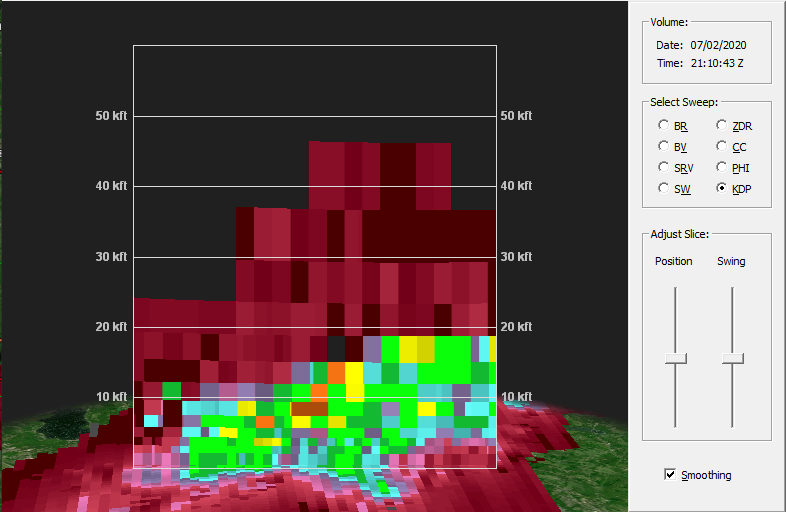 Volume:
Date: 07/02/2020
Time: 21:10:43 Z
50 kft 50 kft
40 kft 40 kft
30 kft 30 kft
20 kft 20 kft
10 kft 10 kft
Select Sweep:
BR ZDR
BV CC
SRV PHI
SW KDP
Adjust Slice:
Position Swing
Smoothing